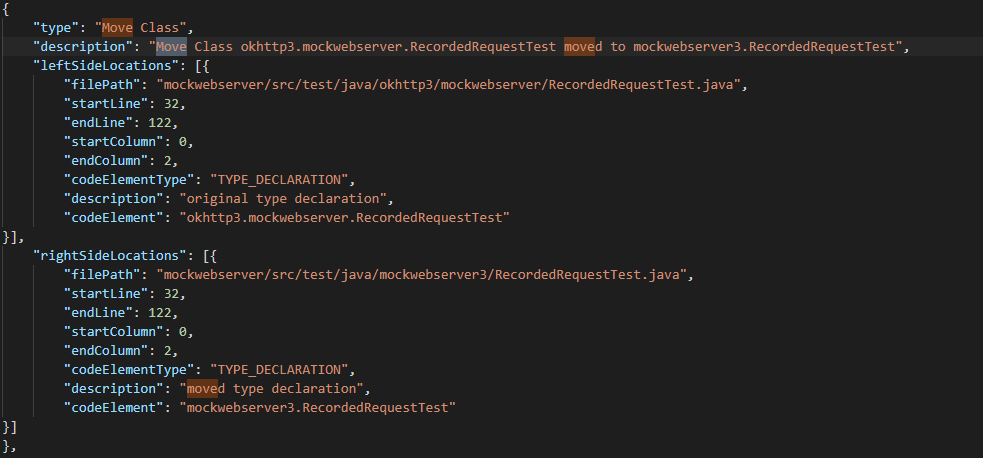 {
    "type": "Move Class",
    "description": "Move Class okhttp3.mockwebserver.RecordedRequestTest moved to mockwebserver3.RecordedRequestTest",
    "leftSideLocations": [{
        "filePath": "mockwebserver/src/test/java/okhttp3/mockwebserver/RecordedRequestTest.java",
        "startLine": 32,
        "endLine": 122,
        "startColumn": 0,
        "endColumn": 2,
        "codeElementType": "TYPE_DECLARATION",
        "description": "original type declaration",
        "codeElement": "okhttp3.mockwebserver.RecordedRequestTest"
}],
    "rightSideLocations": [{
        "filePath": "mockwebserver/src/test/java/mockwebserver3/RecordedRequestTest.java",
        "startLine": 32,
        "endLine": 122,
        "startColumn": 0,
        "endColumn": 2,
        "codeElementType": "TYPE_DECLARATION",
        "description": "moved type declaration",
        "codeElement": "mockwebserver3.RecordedRequestTest"
}]
},